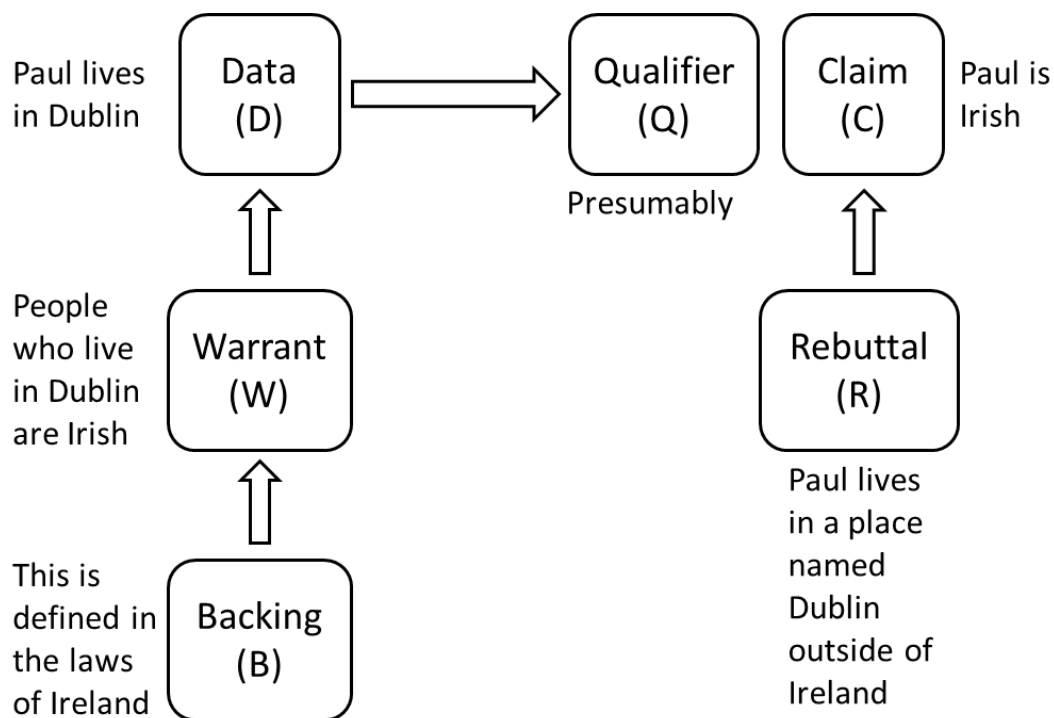 Paul lives
in Dublin
Data
(D)
Qualifier
(Q)
Presumably
Claim
(C)
Paul is
Irish
People
who live
in Dublin
are Irish
Warrant
(W)
Rebuttal
(R)
Paul lives
in a place
named
Dublin
outside of
Ireland
This is
defined in
the laws
of Ireland
Backing
(B)